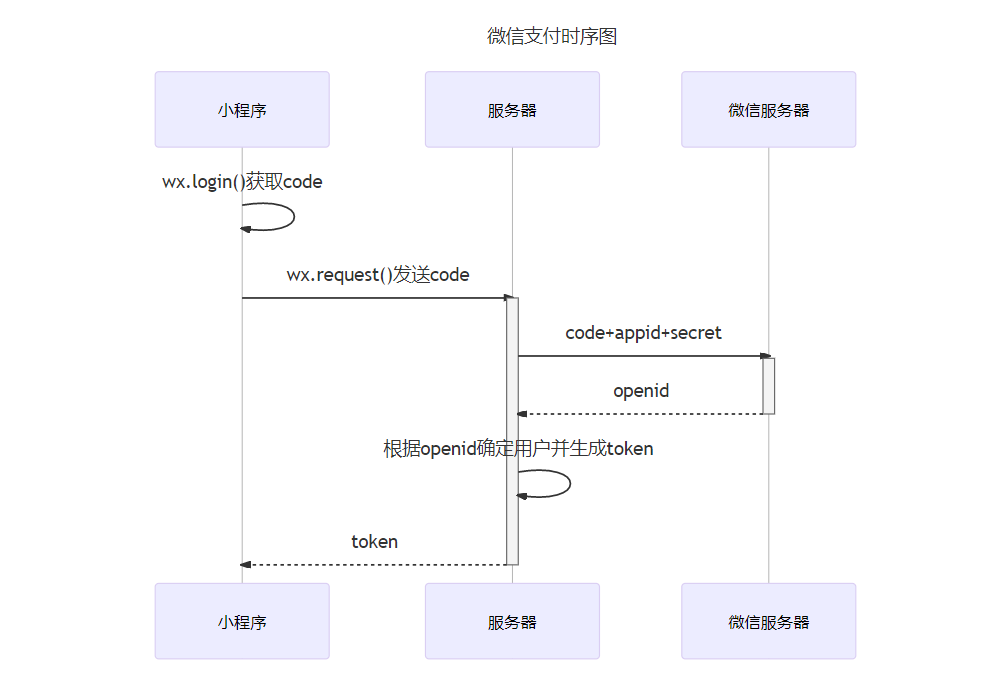 微信支付时序图
小程序
服务器
微信服务器
wx.login()获取code
wx.request()发送code
code+appid+secret
openid
根据openid确定用户并生成token
token
小程序
服务器
微信服务器